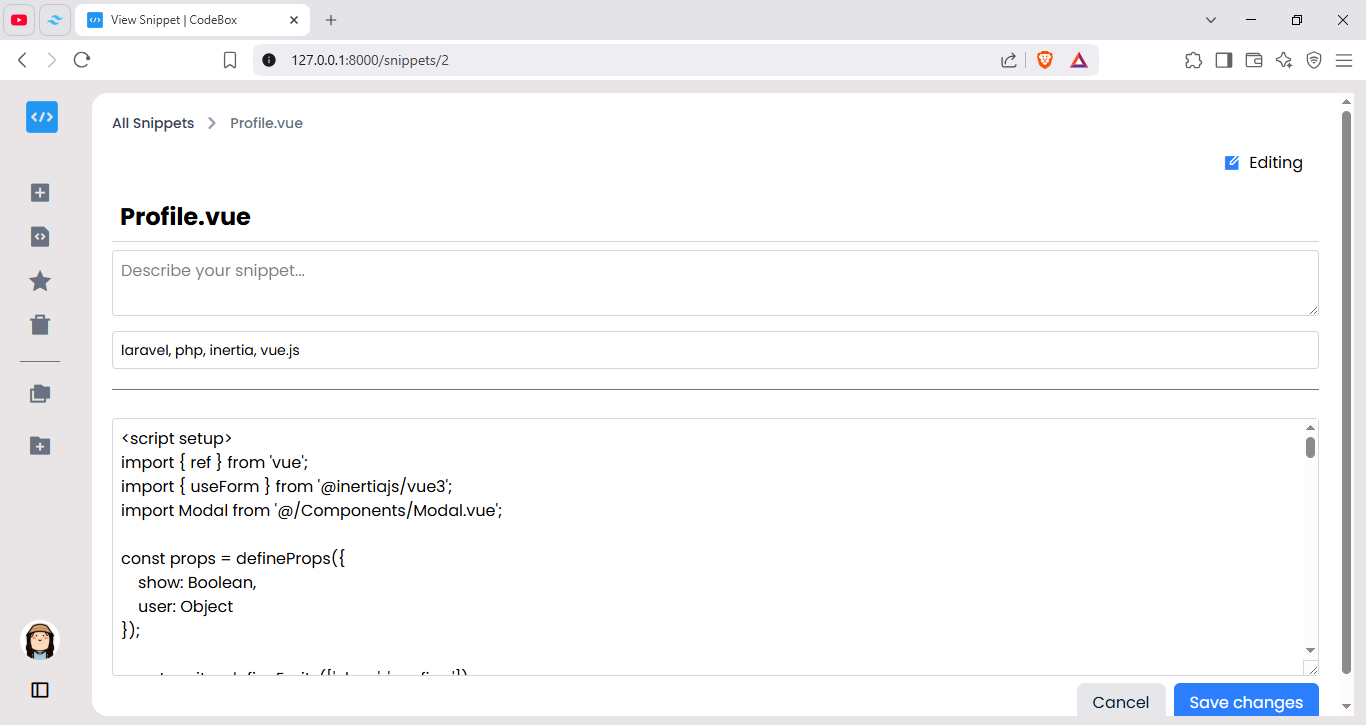 View Snippet | CodeBox
127.0.0.1:8000/snippets/2
</>
All Snippets > Profile.vue
Editing
Profile.vue
Describe your snippet...
laravel, php, inertia, vue.js
<script setup>
import { ref } from 'vue';
import { useForm } from '@inertiajs/vue3';
import Modal from '@/Components/Modal.vue';
const props = defineProps({
show: Boolean,
user: Object
});
Cancel
Save changes